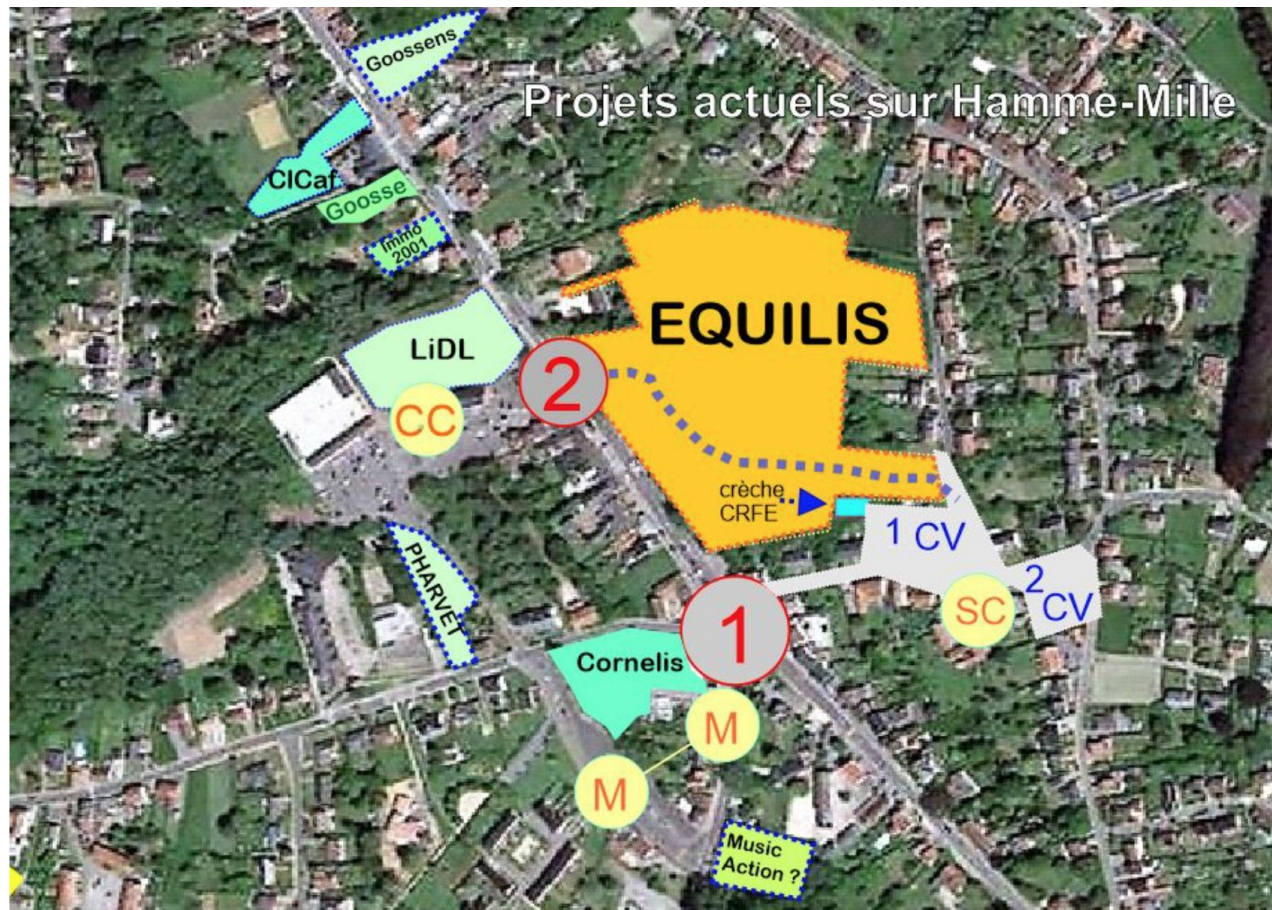 Goossens
Projets actuels sur Hamme-Mille
CICaf
Goosse
Immo
2001
EQUILIS
LiDL
2
CC
crèche
CRFE
1 CV
2
CV
SC
PHARVET
1
Cornelis
M
M
Music
Action ?